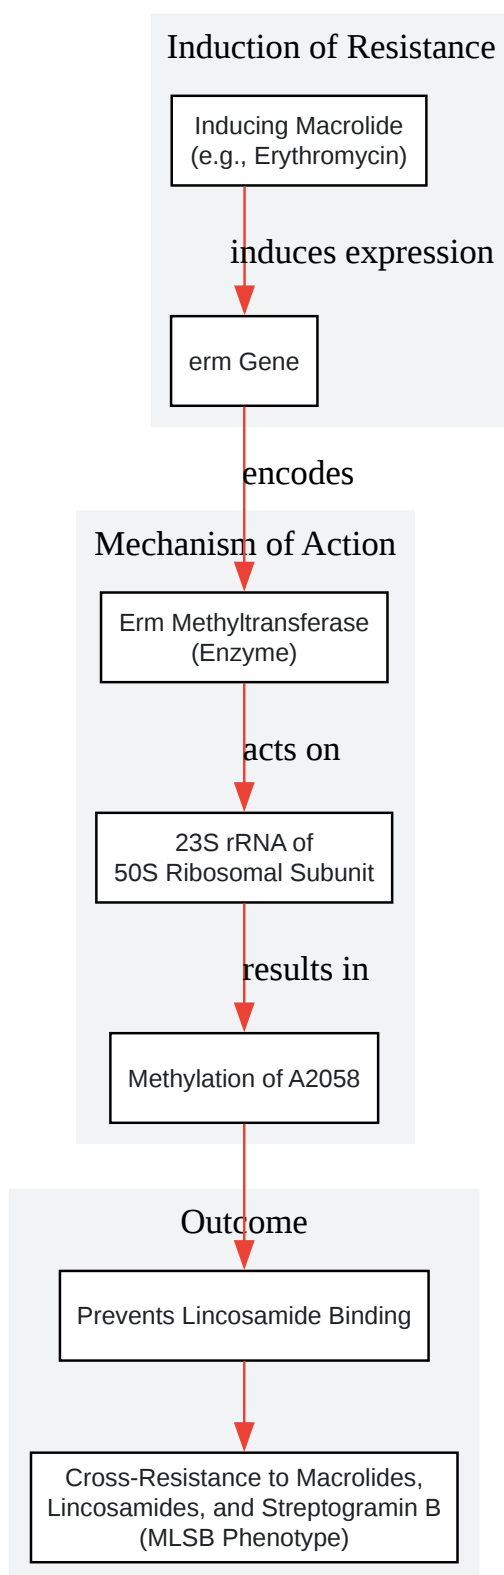 Induction of Resistance
Inducing Macrolide
(e.g., Erythromycin)
induces expression
erm Gene
encodes
Mechanism of Action
Erm Methyltransferase
(Enzyme)
acts on
23S rRNA of
50S Ribosomal Subunit
results in
Methylation of A2058
Outcome
Prevents Lincosamide Binding
Cross-Resistance to Macrolides,
Lincosamides, and Streptogramin B
(MLSB Phenotype)